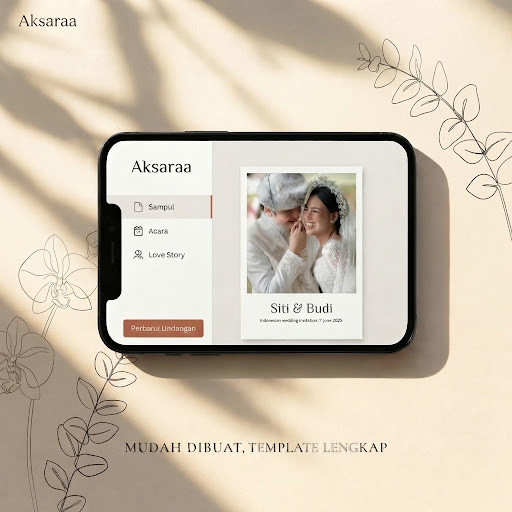 Aksaraa
Aksaraa
Sampul
Acara
Love Story
Perbarui Undangan
Siti & Budi
Indonesian wedding invitation: 7 June 2025
MUDAH DIBUAT, TEMPLATE LENGKAP